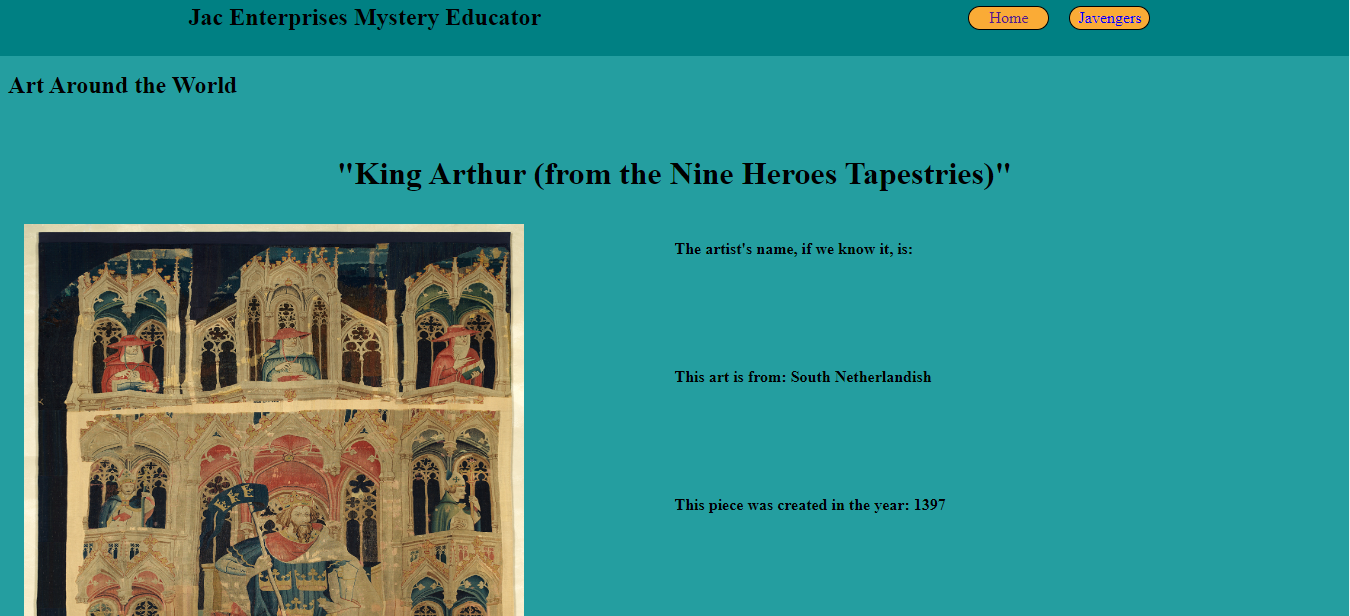 Jac Enterprises Mystery Educator
Home
Javengers
Art Around the World
"King Arthur (from the Nine Heroes Tapestries)"
The artist's name, if we know it, is:
This art is from: South Netherlandish
This piece was created in the year: 1397